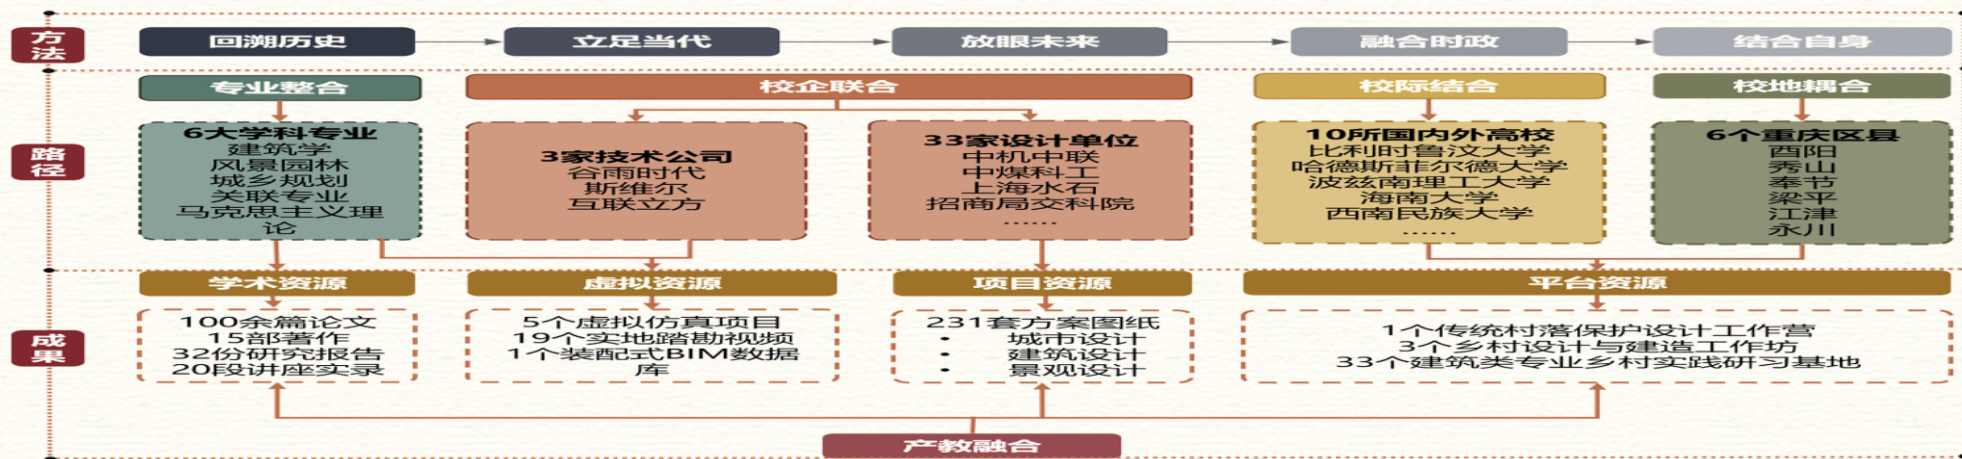 方法
回溯历史
立足当代
放眼未来
融合时政
结合自身
路径
专业整合
校企联合
校际结合
校地耦合
6大学科专业
建筑学
风景园林
城乡规划
关联专业
马克思主义理
论
3家技术公司
谷雨时代
斯维尔
互联立方
33家设计单位
中机中联
中煤科工
上海水石
招商局交科院
……
10所国内外高校
比利时鲁汶大学
哈德斯菲尔德大学
波兹南理工大学
海南大学
西南民族大学
……
6个重庆区县
酉阳
秀山
奉节
梁平
江津
永川
成果
学术资源
虚拟资源
项目资源
平台资源
100余篇论文
15部著作
32份研究报告
20段讲座实录
5个虚拟仿真项目
19个实地踏勘视频
1个装配式BIM数据
库
231套方案图纸
• 城市设计
• 建筑设计
• 景观设计
1个传统村落保护设计工作营
3个乡村设计与建造工作坊
33个建筑类专业乡村实践研习基地
产教融合